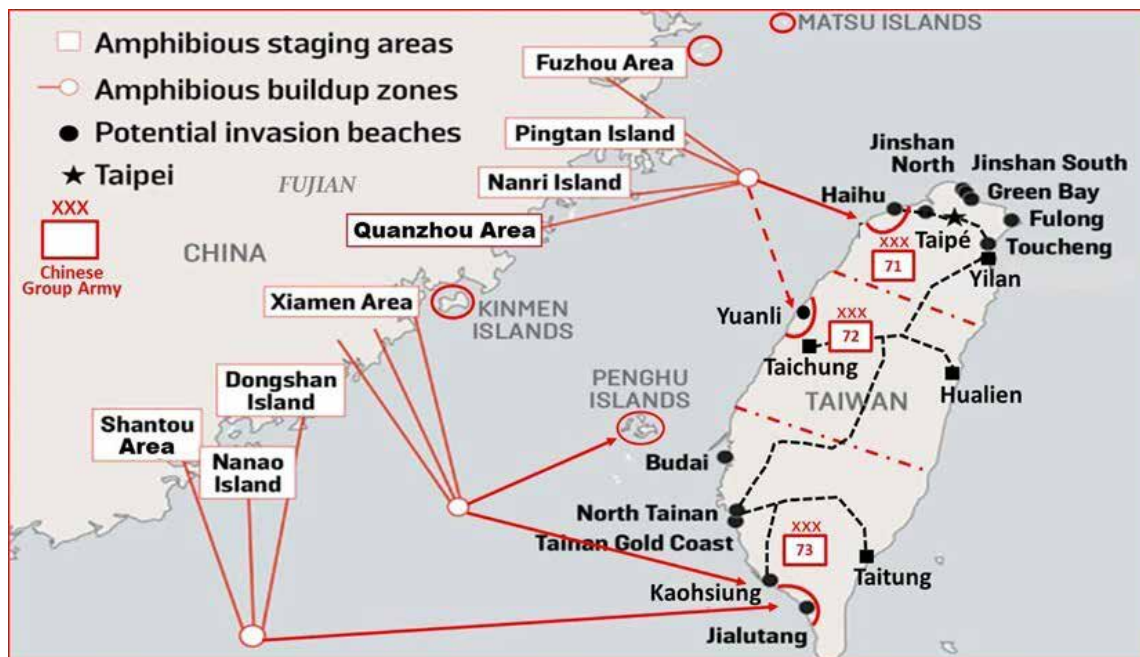 Amphibious staging areas
Amphibious buildup zones
Potential invasion beaches
Taipei
XXX
Chinese
Group Army
MATSU ISLANDS
Fuzhou Area
Pingtan Island
Nanri Island
Quanzhou Area
FUJIAN
CHINA
Xiamen Area
KINMEN
ISLANDS
Dongshan
Island
Shantou
Area
Nanao
Island
PENGHU
ISLANDS
Jinshan
North
Jinshan South
Green Bay
Haihu
Fulong
Taipé
Toucheng
XXX
71
Yilan
Yuanli
XXX
72
Taichung
Hualien
TAIWAN
Budai
North Tainan
Tainan Gold Coast
XXX
73
Taitung
Kaohsiung
Jialutang